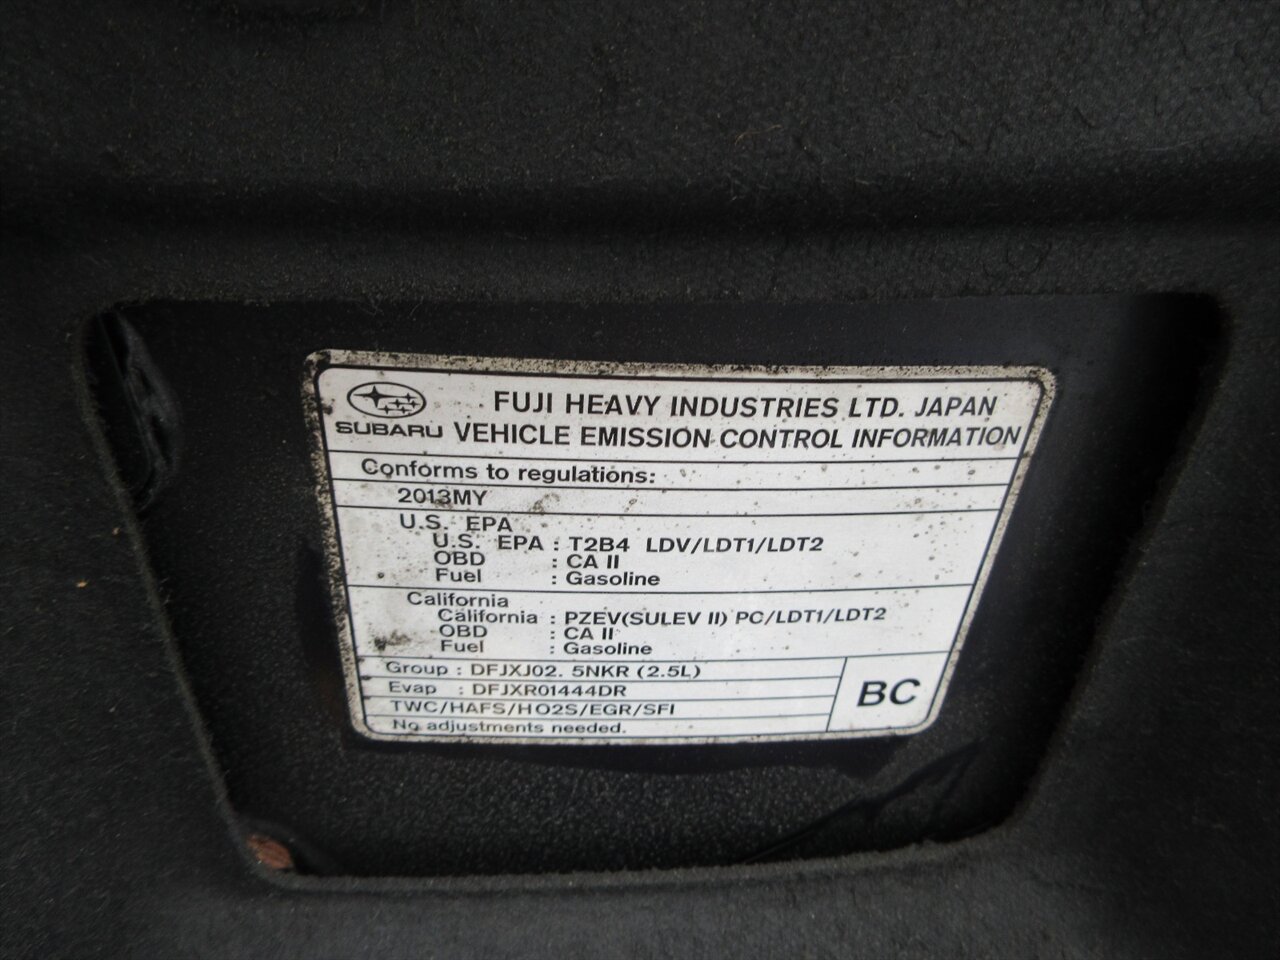 FUJI HEAVY INDUSTRIES LTD. JAPAN
SUBARU VEHICLE EMISSION CONTROL INFORMATION
Conforms to regulations:
2013MY
U.S. EPA
U.S. EPA : T2B4 LDV/LDT1/LDT2
OBD : CA II
Fuel : Gasoline
California
California : PZEV(SULEV II) PC/LDT1/LDT2
OBD : CA II
Fuel : Gasoline
Group : DFJXJ02. 5NKR (2.5L)
Evap : DFJXR01444DR
TWC/HAFS/HO2S/EGR/SFI
No adjustments needed.
BC